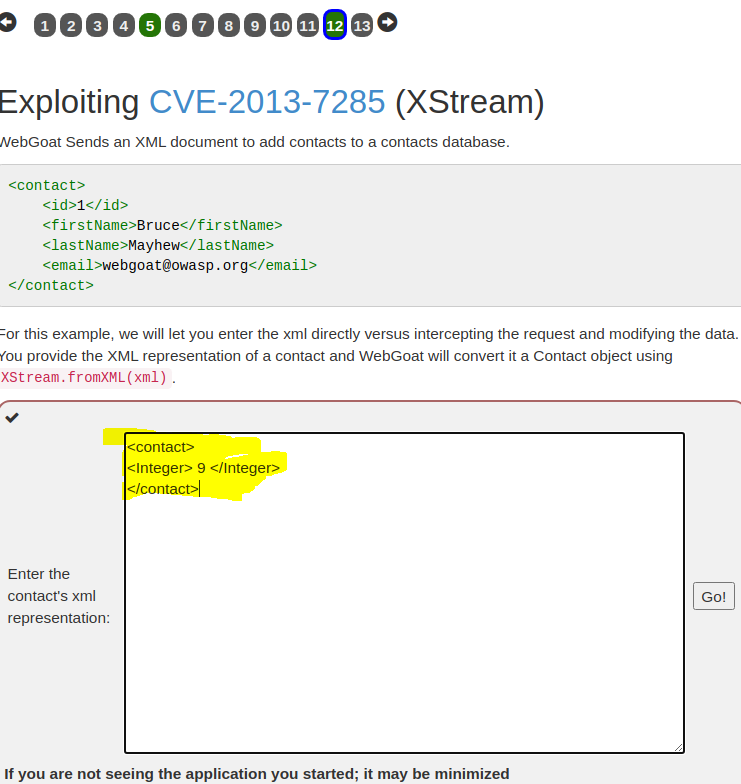 1 2 3 4 5 6 7 8 9 10 11 12 13
Exploiting CVE-2013-7285 (XStream)
WebGoat Sends an XML document to add contacts to a contacts database.
<contact>
<id>1</id>
<firstName>Bruce</firstName>
<lastName>Mayhew</lastName>
<email>webgoat@owasp.org</email>
</contact>
For this example, we will let you enter the xml directly versus intercepting the request and modifying the data.
You provide the XML representation of a contact and WebGoat will convert it a Contact object using
XStream.fromXML(xml).
<contact>
<Integer> 9 </Integer>
</contact>
Enter the
contact's xml
representation:
Go!
If you are not seeing the application you started; it may be minimized